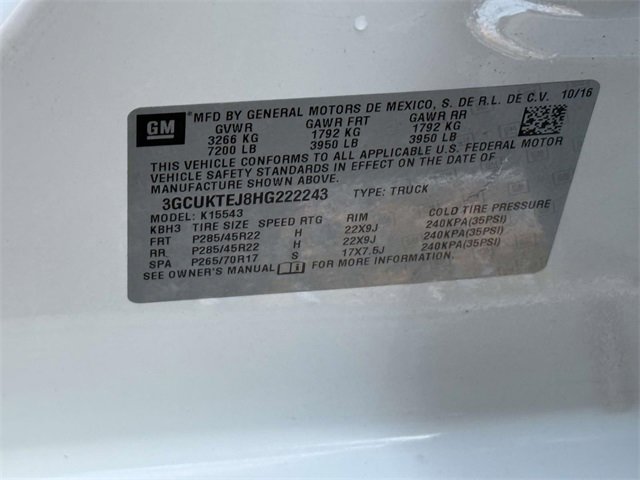 GM
*MFD BY GENERAL MOTORS DE MEXICO, S. DE R.L. DE C.V. 10/16
GVWR GAWR FRT GAWR RR
3266 KG 1792 KG 1792 KG
7200 LB 3950 LB 3950 LB
THIS VEHICLE CONFORMS TO ALL APPLICABLE U.S. FEDERAL MOTOR
VEHICLE SAFETY STANDARDS IN EFFECT ON THE DATE OF
MANUFACTURE SHOWN ABOVE.
3GCUKTEJ8HG222243 TYPE: TRUCK
MODEL: K15543
KBH3 TIRE SIZE SPEED RTG RIM COLD TIRE PRESSURE
FRT P285/45R22 H 22X9J 240KPA(35PSI)
RR P285/45R22 H 22X9J 240KPA(35PSI)
SPA P265/70R17 S 17X7.5J 240KPA(35PSI)
SEE OWNER'S MANUAL FOR MORE INFORMATION.